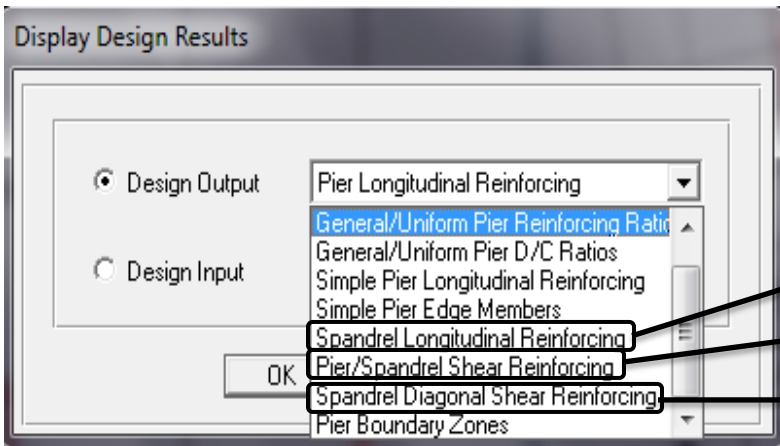 Display Design Results
Design Output
Pier Longitudinal Reinforcing
General/Uniform Pier Reinforcing Ratio
General/Uniform Pier D/C Ratios
Design Input
Simple Pier Longitudinal Reinforcing
Simple Pier Edge Members
Spandrel Longitudinal Reinforcing
OK
Pier/Spandrel Shear Reinforcing
Spandrel Diagonal Shear Reinforcing
Pier Boundary Zones